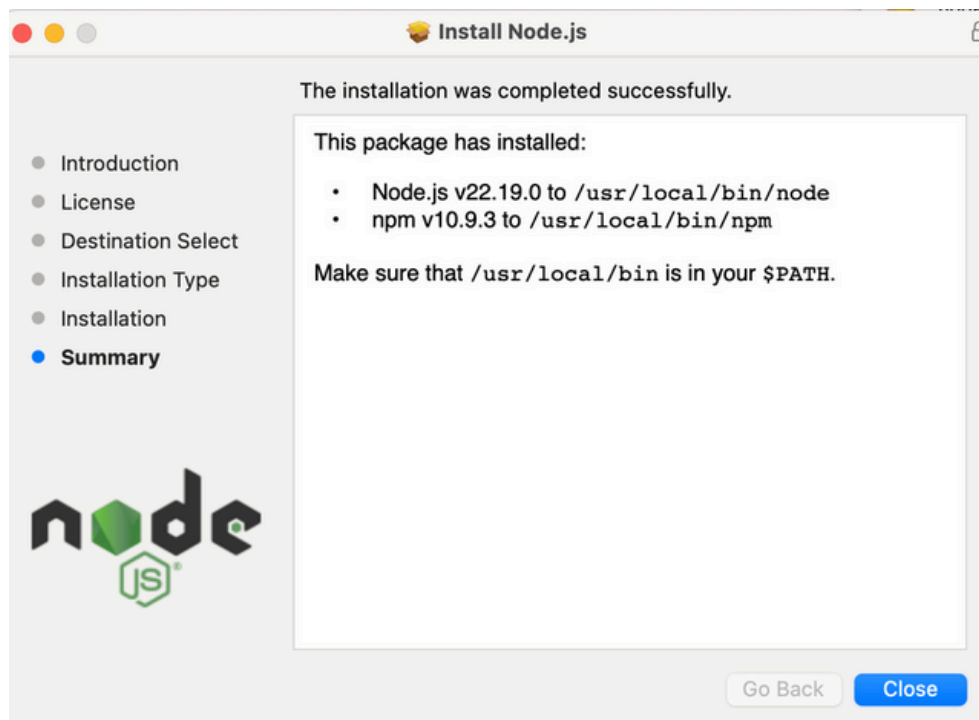 Install Node.js
The installation was completed successfully.
Introduction
License
Destination Select
Installation Type
Installation
Summary
This package has installed:
• Node.js v22.19.0 to /usr/local/bin/node
• npm v10.9.3 to /usr/local/bin/npm
Make sure that /usr/local/bin is in your $PATH.
node
JS
Go Back
Close